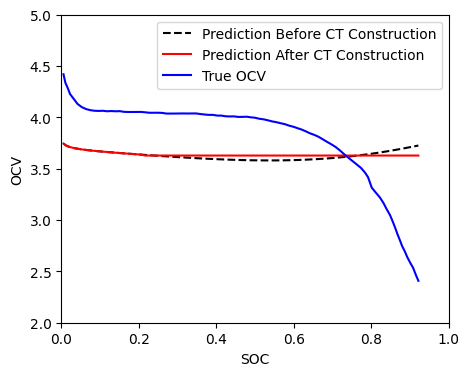 Prediction Before CT Construction
Prediction After CT Construction
True OCV
5.0
4.5
4.0
3.5
3.0
2.5
2.0
OCV
0.0 0.2 0.4 0.6 0.8 1.0
SOC